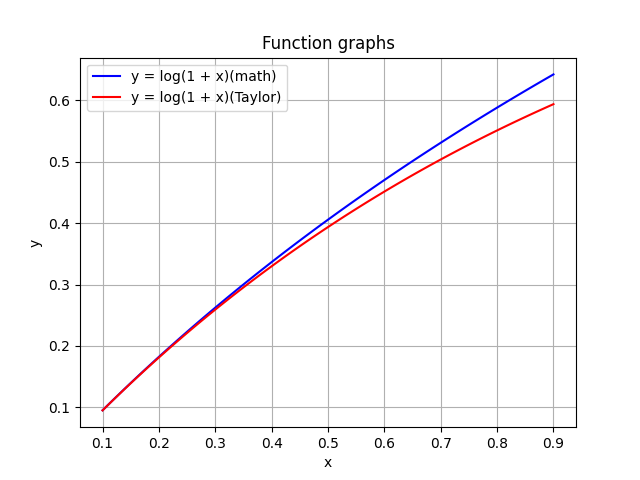 Function graphs
y = log(1 + x)(math)
y = log(1 + x)(Taylor)
0.6
0.5
0.4
0.3
0.2
0.1
y
0.1 0.2 0.3 0.4 0.5 0.6 0.7 0.8 0.9
x